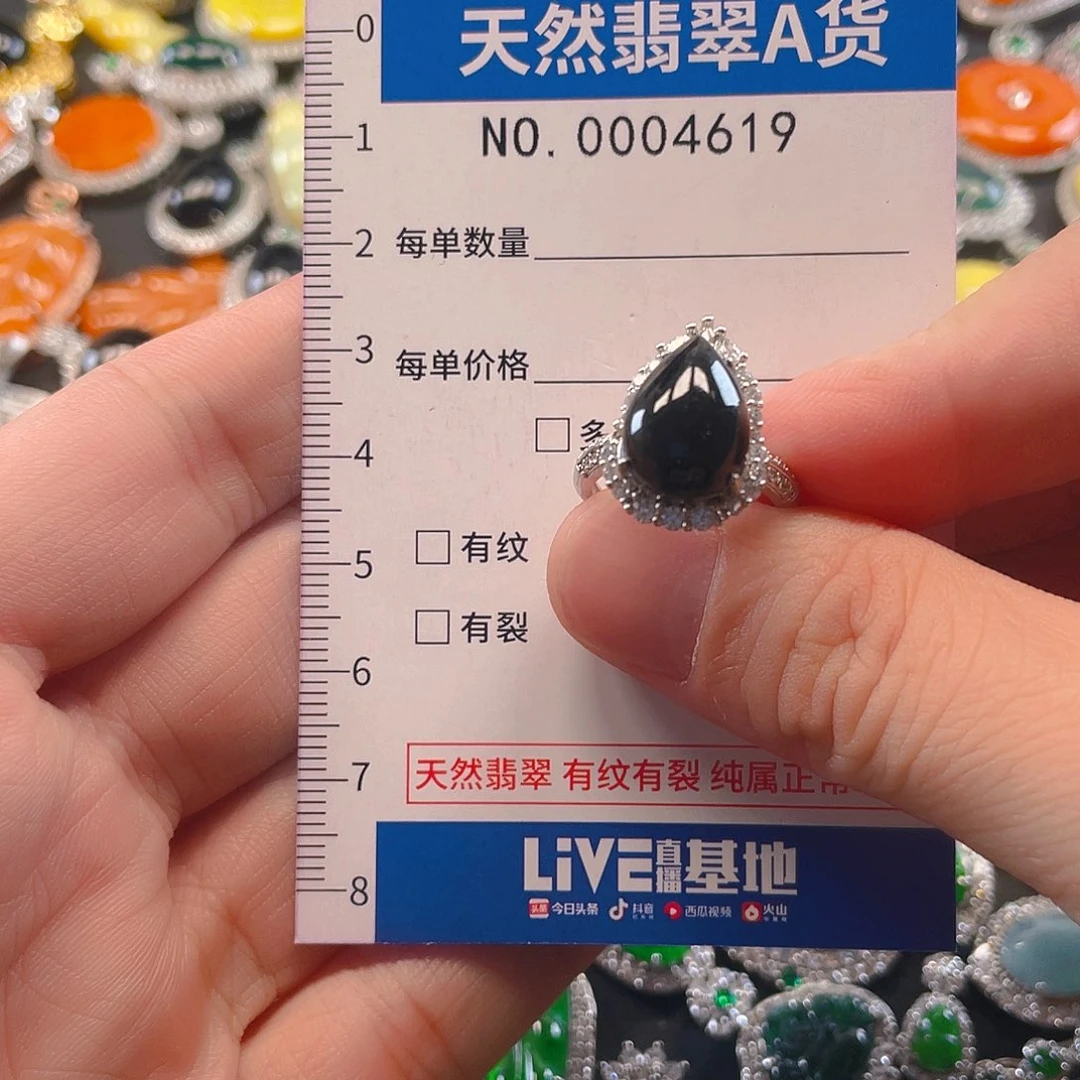 天然翡翠A货
0
NO. 0004619
1
2
每单数量
3
每单价格
□ 多
4
□ 有纹
5
□ 有裂
6
天然翡翠 有纹有裂 纯属正常
7
LiVE直播基地
8
今日头条 抖音 西瓜视频 火山